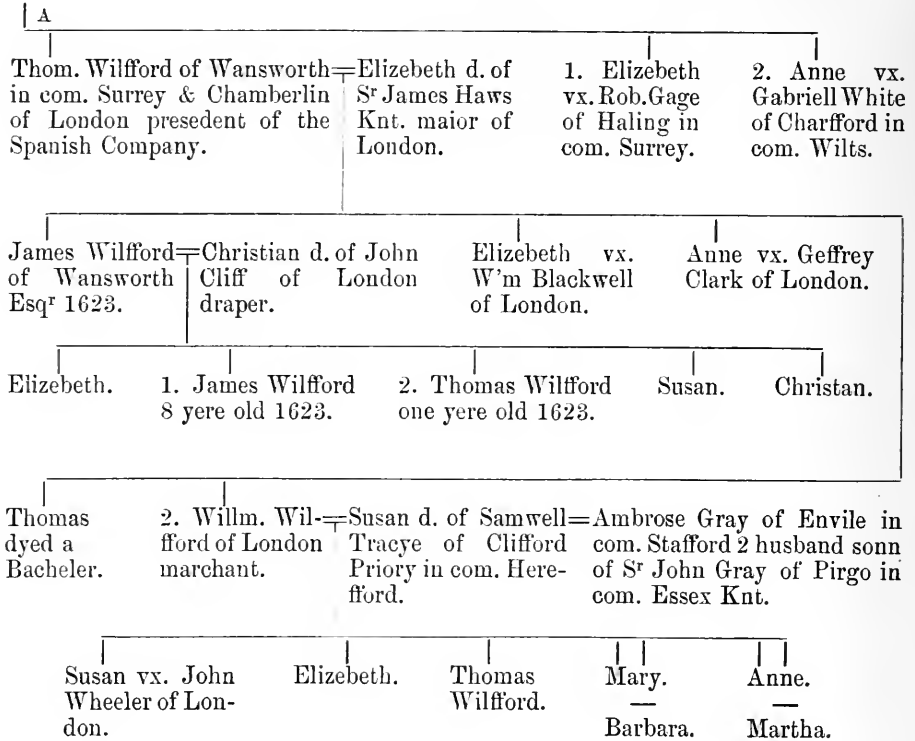 A
Thom. Wilfford of Wansworth
in com. Surrey & Chamberlin
of London presedent of the
Spanish Company.
Elizebeth d. of
Sr James Haws
Knt. maior of
London.
1. Elizebeth
vx. Rob. Gage
of Haling in
com. Surrey.
2. Anne vx.
Gabriell White
of Charfford in
com. Wilts.
James Wilfford
of Wansworth
Esqr 1623.
Christian d. of John
Cliff of London
draper.
Elizebeth vx.
W'm Blackwell
of London.
Anne vx. Geffrey
Clark of London.
Elizebeth.
1. James Wilfford
8 yere old 1623.
2. Thomas Wilfford
one yere old 1623.
Susan.
Christan.
Thomas
dyed a
Bacheler.
2. Willm. Wil-
fford of London
marchant.
Susan d. of Samwell
Tracye of Clifford
Priory in com. Here-
fford.
Ambrose Gray of Envile in
com. Stafford 2 husband sonn
of Sr John Gray of Pirgo in
com. Essex Knt.
Susan vx. John
Wheeler of Lon-
don.
Elizebeth.
Thomas
Wilfford.
Mary.
—
Barbara.
Anne.
—
Martha.